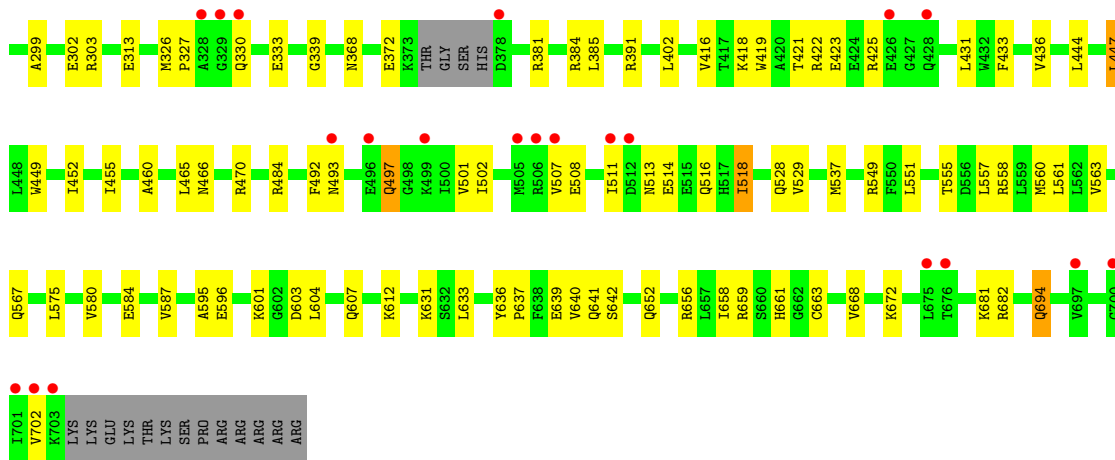 A299 E302 R303 E313 M326 P327 A328 G329 Q330 E333 G339 N368 E372 K373 THR GLY SER HIS D378 R381 R384 L385 R391 L402 V416 T417 K418 W419 A420 T421 R422 E423 E424 R425 E426 G427 Q428 L431 W432 F433 V436 L444 L447
L448 W449 I452 I455 A460 L465 N466 R470 R484 F492 N493 E496 Q497 G498 K499 I500 V501 I502 M505 R506 V507 E508 I511 D512 N513 E514 E515 Q516 H517 I518 Q528 V529 M537 R549 F550 L551 T555 D556 L557 R558 L559 M560 L561 L562 V563
Q567 L575 V580 E584 V587 A595 E596 K601 G602 D603 L604 Q607 K612 K631 S632 L633 Y636 P637 F638 E639 V640 Q641 S642 Q652 R656 L657 I658 R659 S660 H661 G662 C663 V668 K672 L675 T676 K681 R682 Q694 V697
I701 V702 K703 LYS LYS GLU LYS THR LYS SER PRO ARG ARG ARG ARG ARG